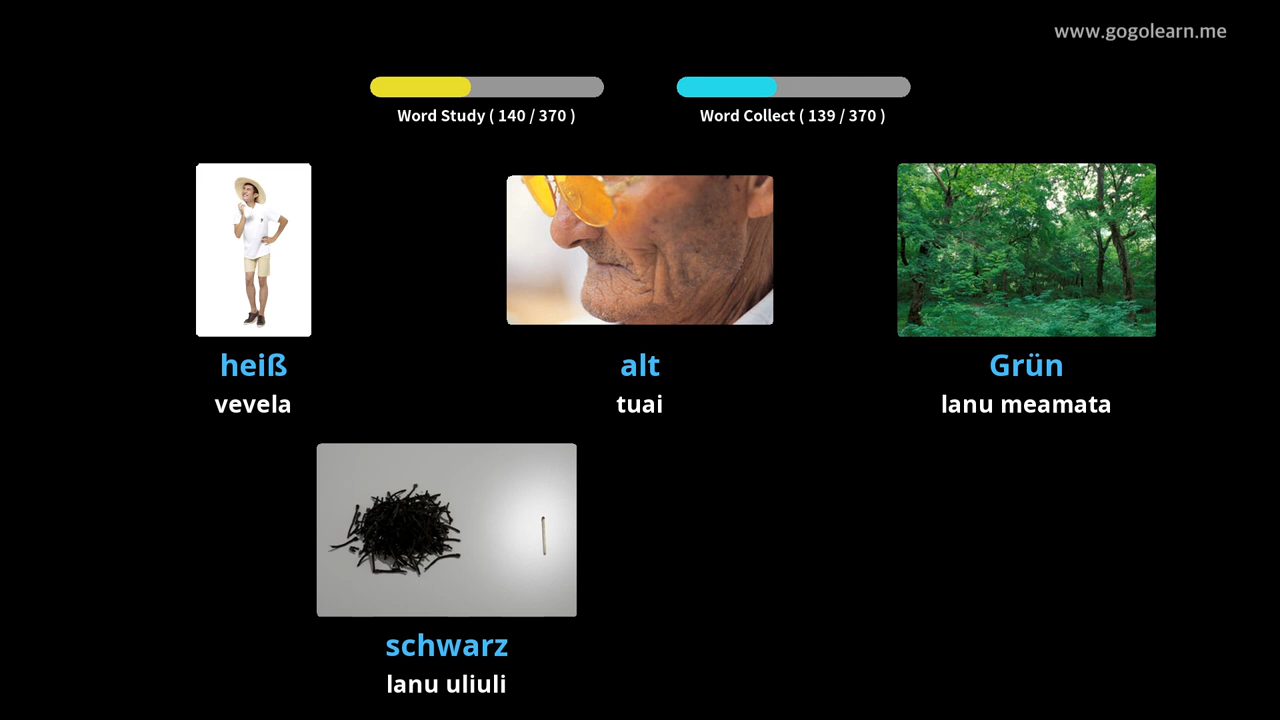 www.gogolearn.me
Word Study ( 140 / 370 )
Word Collect ( 139 / 370 )
heiß
vevela
alt
tuai
Grün
lanu meamata
schwarz
lanu uliuli